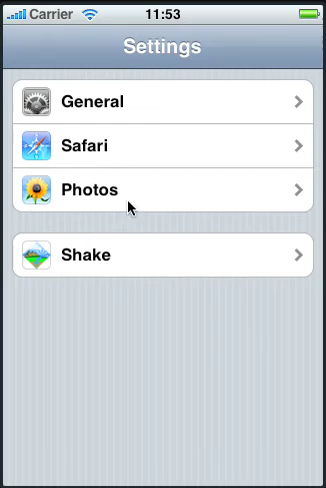 Carrier 11:53
Settings
General
Safari
Photos
Shake